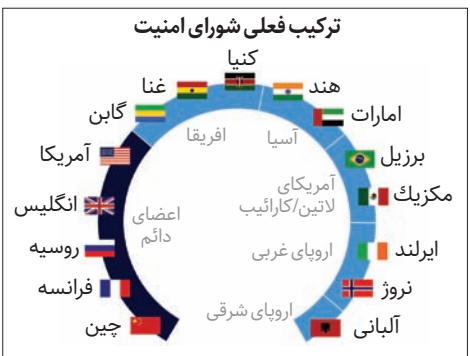 ترکیب فعلی شورای امنیت
کنیا
هند
غنا
امارات
گابن
برزیل
آمریکا
مکزیك
انگلیس
ایرلند
روسیه
نروژ
فرانسه
آلبانی
چین
آسیا
افریقا
آمریکای
لاتین/کارائیب
اعضای
دائم
اروپای غربی
اروپای شرقی